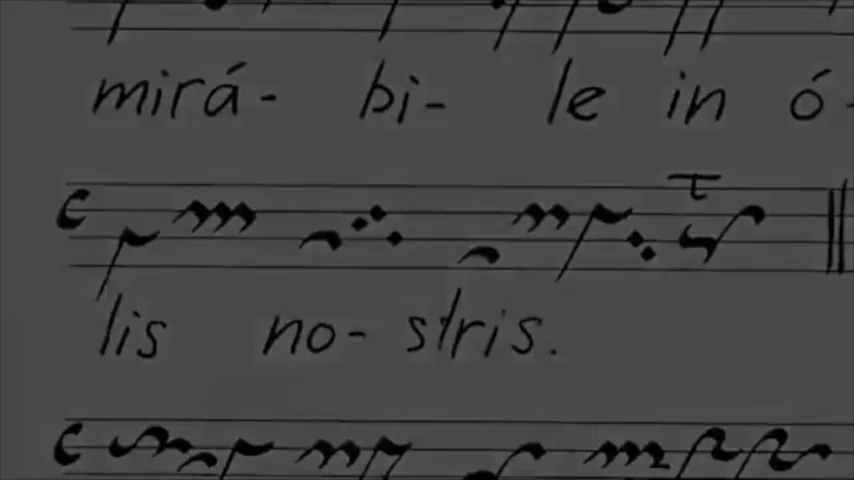 mirá- bi- le in ó-
lis no- stris.